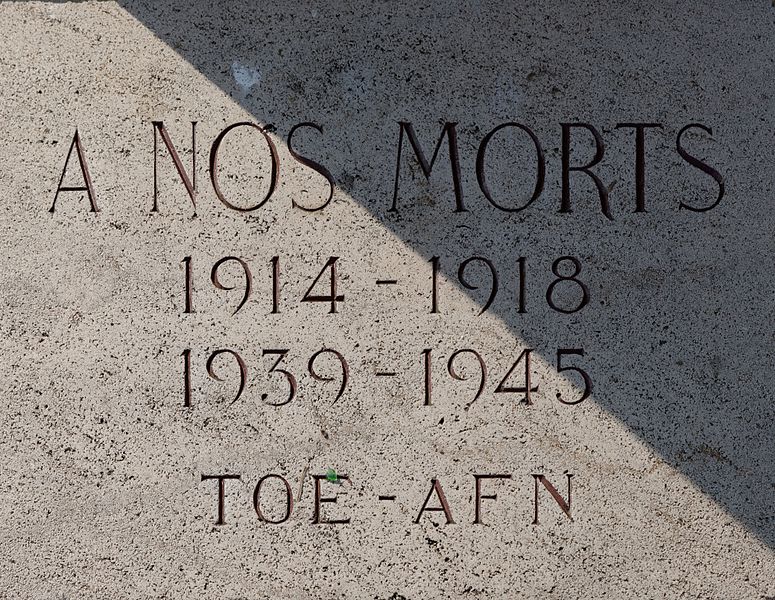 A NOS MORTS
1914 - 1918
1939 - 1945
TOE - AFN